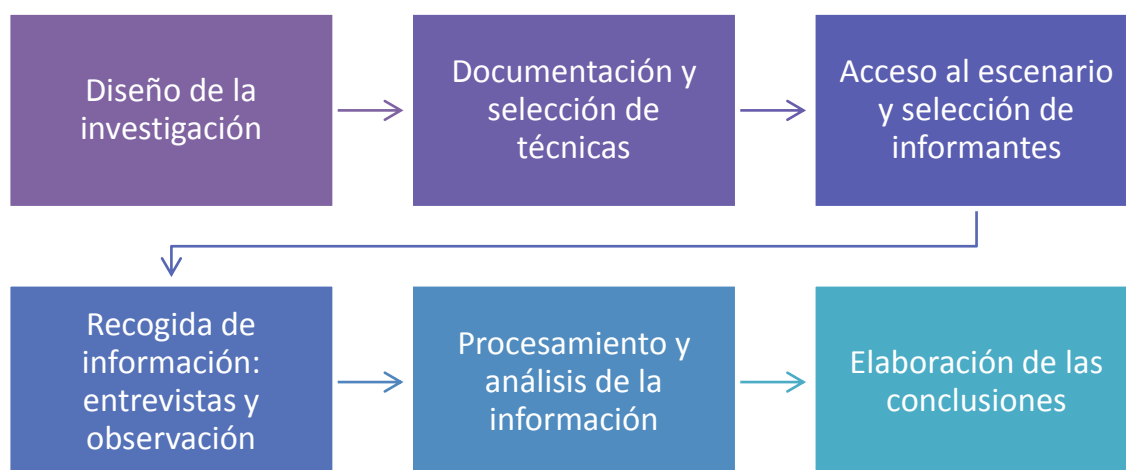 Diseño de la
investigación
Documentación y
selección de
técnicas
Acceso al escenario
y selección de
informantes
Recogida de
información:
entrevistas y
observación
Procesamiento y
análisis de la
información
Elaboración de las
conclusiones